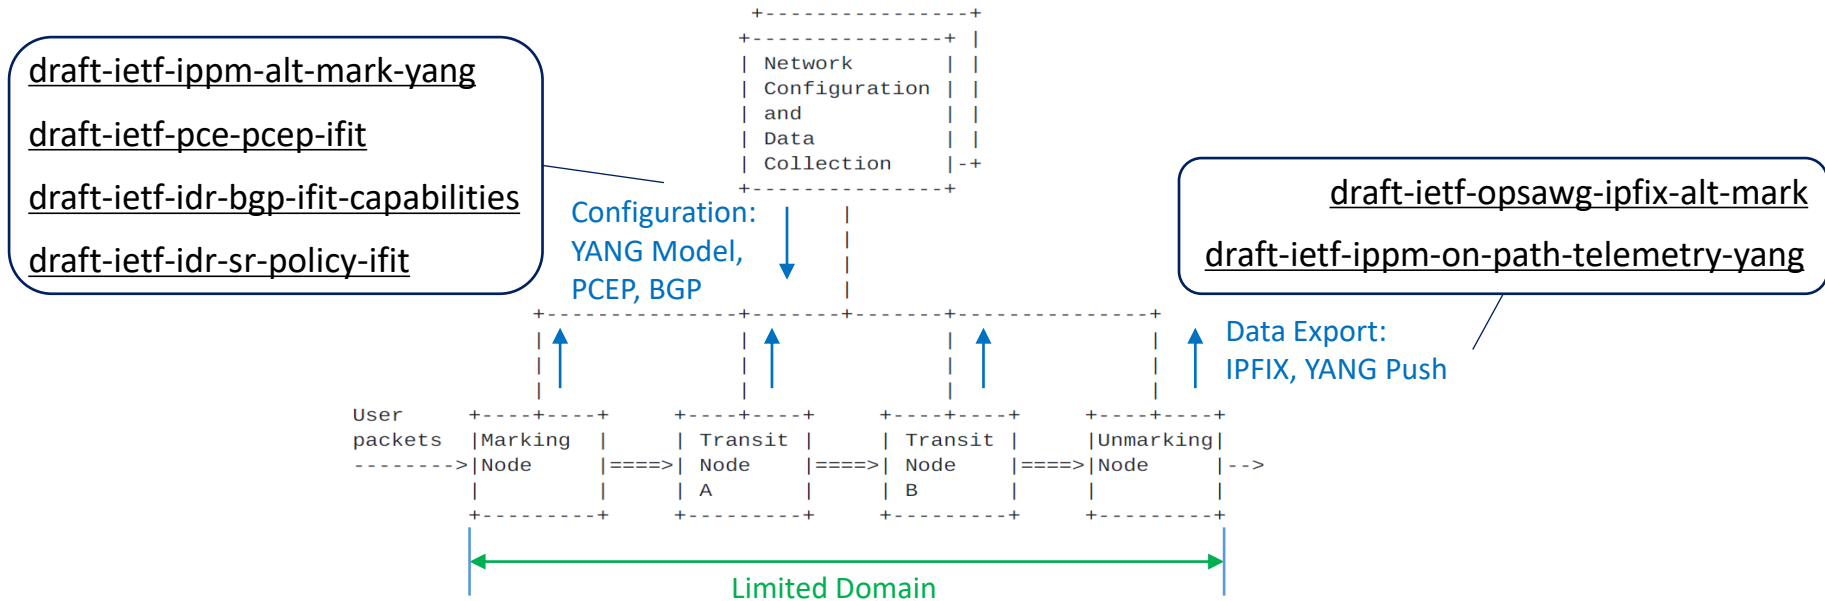 draft-ietf-ippm-alt-mark-yang
draft-ietf-pce-pcep-ifit
draft-ietf-idr-bgp-ifit-capabilities
draft-ietf-idr-sr-policy-ifit
Network
Configuration
and
Data
Collection
Configuration:
YANG Model,
PCEP, BGP
draft-ietf-opsawg-ipfix-alt-mark
draft-ietf-ippm-on-path-telemetry-yang
Data Export:
IPFIX, YANG Push
User
packets
Marking
Node
Transit
Node
A
Transit
Node
B
Unmarking
Node
Limited Domain